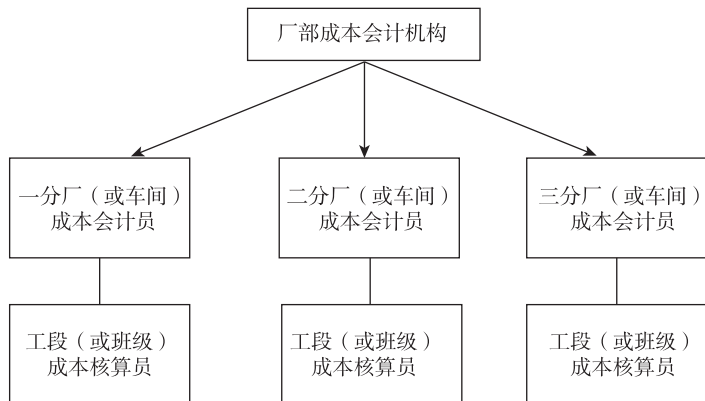 厂部成本会计机构
一分厂（或车间）
成本会计员
二分厂（或车间）
成本会计员
三分厂（或车间）
成本会计员
工段（或班级）
成本核算员
工段（或班级）
成本核算员
工段（或班级）
成本核算员